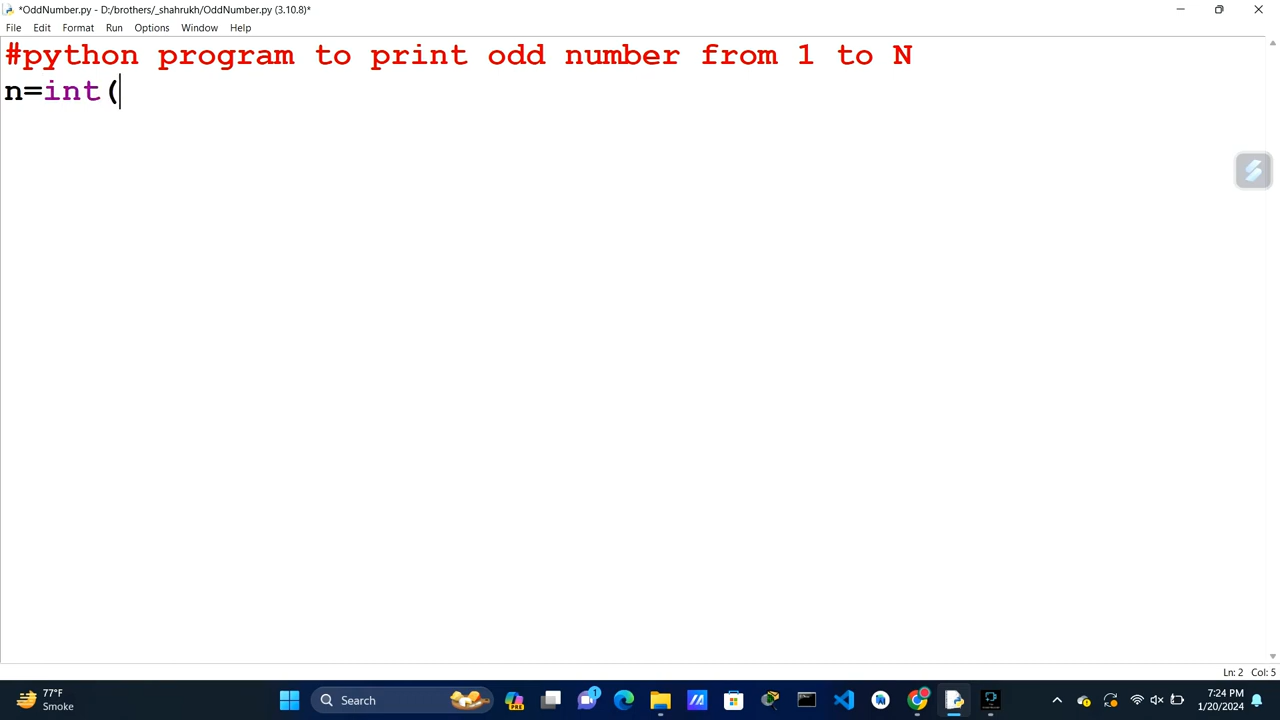 *OddNumber.py - D:/brothers/_shahrukh/OddNumber.py (3.10.8)*
File Edit Format Run Options Window Help
#python program to print odd number from 1 to N
n=int(
Ln: 2 Col: 5
77°F
Smoke
Search
PRE
1
7:24 PM
1/20/2024